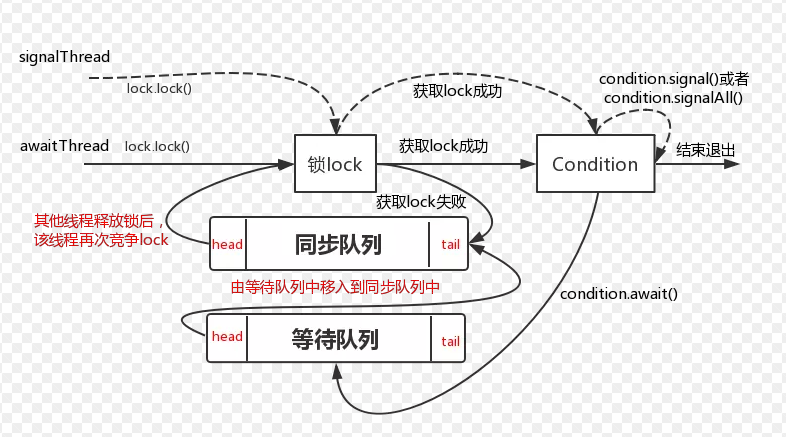 signalThread
lock.lock()
获取lock成功
condition.signal()或者
condition.signalAll()
awaitThread
lock.lock()
锁lock
获取lock成功
Condition
结束退出
获取lock失败
其他线程释放锁后，
该线程再次竞争lock
head
同步队列
tail
由等待队列中移入到同步队列中
condition.await()
head
等待队列
tail